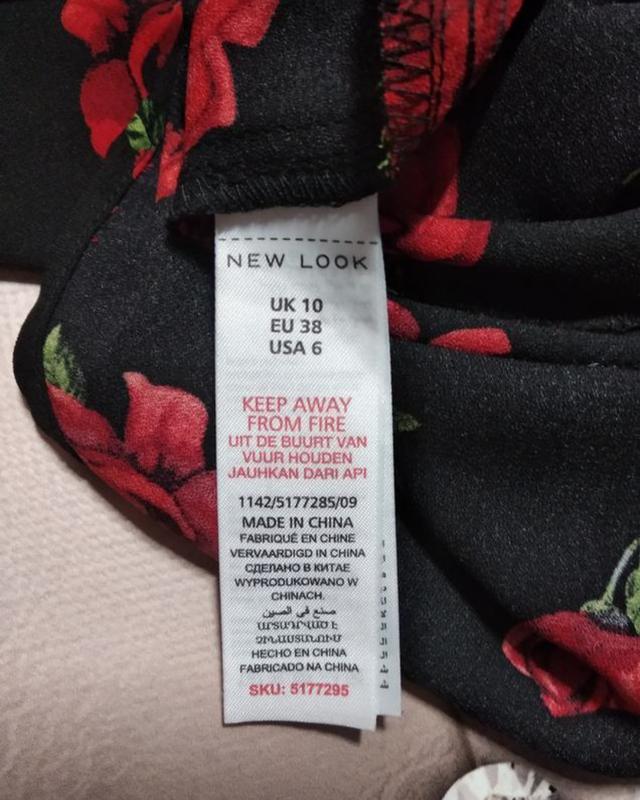 NEW LOOK
UK 10
EU 38
USA 6
KEEP AWAY
FROM FIRE
UIT DE BUURT VAN
VUUR HOUDEN
JAUHKAN DARI API
1142/5177285/09
MADE IN CHINA
FABRIQUÉ EN CHINE
VERVAARDIGD IN CHINA
СДЕЛАНО В КИТАЕ
WYPRODUKOWANO W
CHINACH.
صنع في الصين
ԱՐՏԱԴՐՎԱԾ Է
ՉԻՆԱՍՏԱՆՈՒՄ
HECHO EN CHINA
FABRICADO NA CHINA
SKU: 5177295